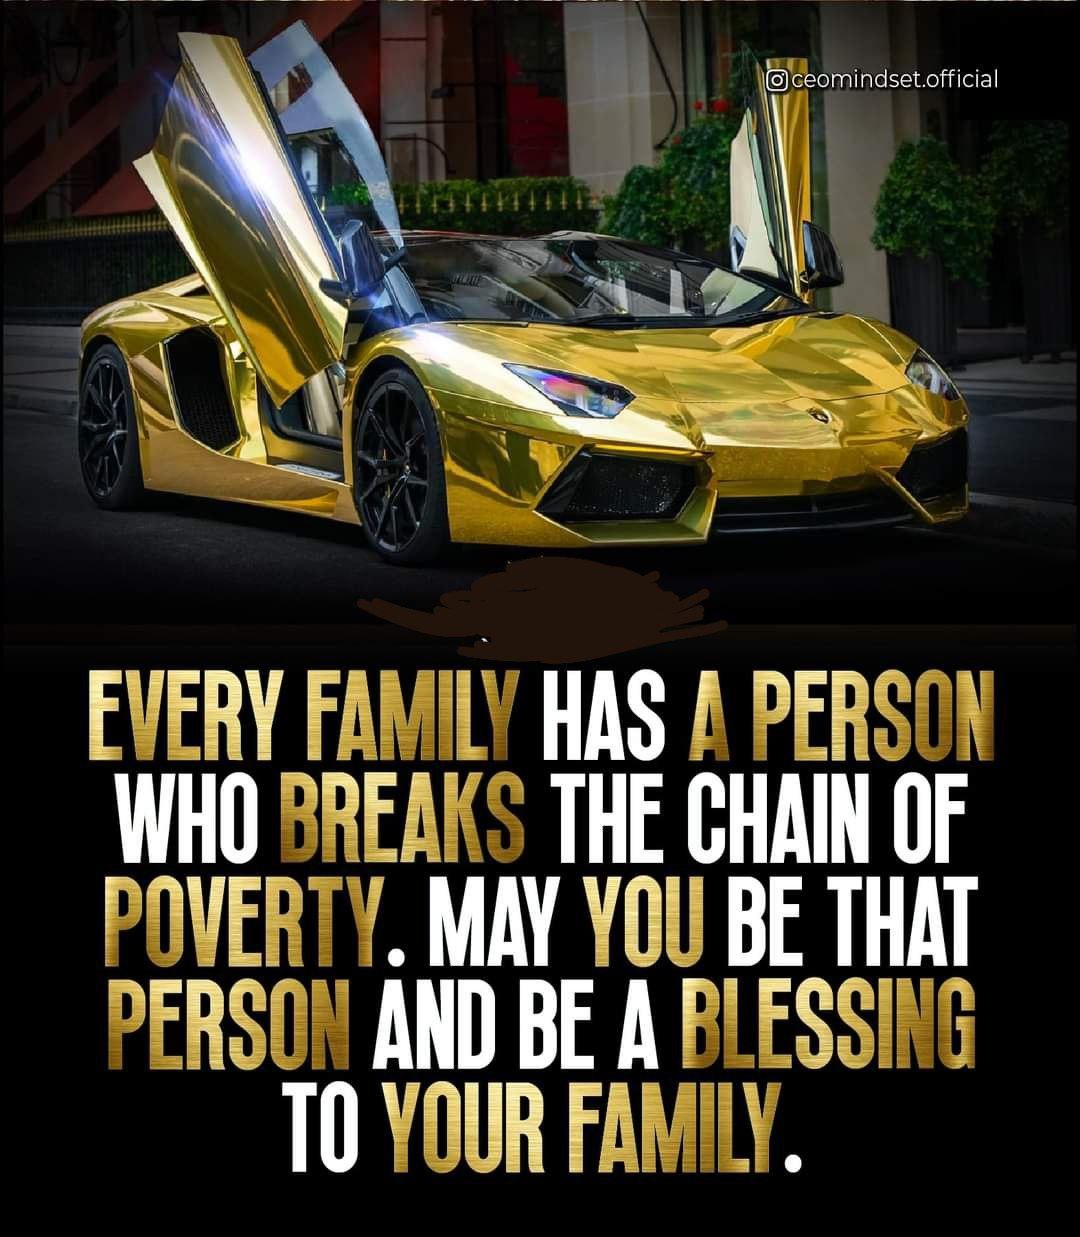 ceomindset.official
EVERY FAMILY HAS A PERSON
WHO BREAKS THE CHAIN OF
POVERTY. MAY YOU BE THAT
PERSON AND BE A BLESSING
TO YOUR FAMILY.